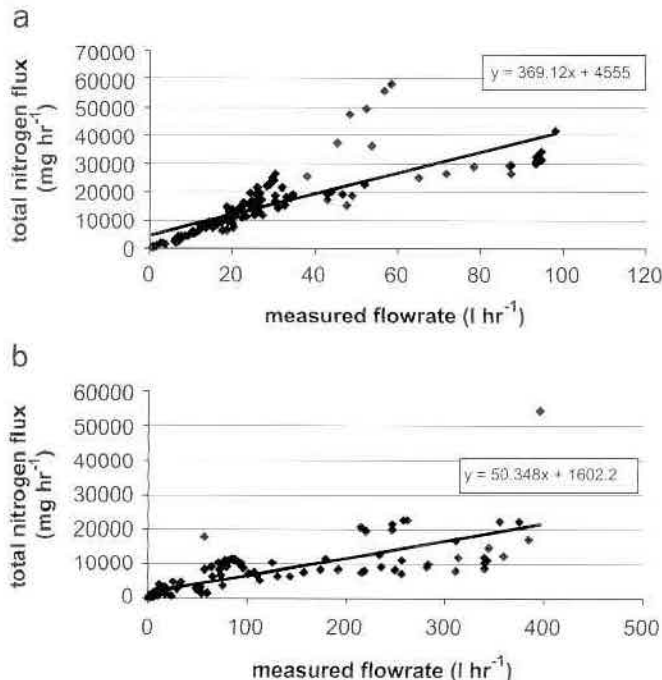 a
70000
60000
50000
40000
30000
20000
10000
0
total nitrogen flux
(mg hr⁻¹)
y = 369.12x + 4555
0 20 40 60 80 100 120
measured flowrate (l hr⁻¹)
b
60000
50000
40000
30000
20000
10000
0
total nitrogen flux
(mg hr⁻¹)
y = 50.348x + 1602.2
0 100 200 300 400 500
measured flowrate (l hr⁻¹)